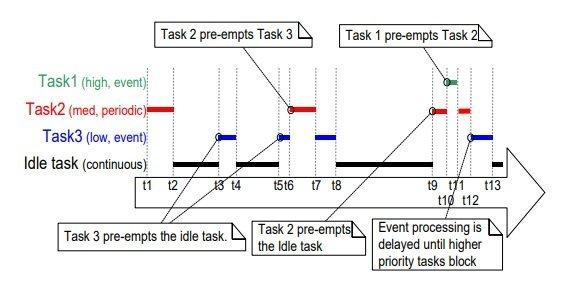 Task 2 pre-empts Task 3
Task 1 pre-empts Task 2
Task1 (high, event)
Task2 (med, periodic)
Task3 (low, event)
Idle task (continuous)
t1 t2 t3 t4 t5 t6 t7 t8 t9 t11 t13
t10 t12
Task 3 pre-empts the idle task.
Task 2 pre-empts
the Idle task
Event processing is
delayed until higher
priority tasks block